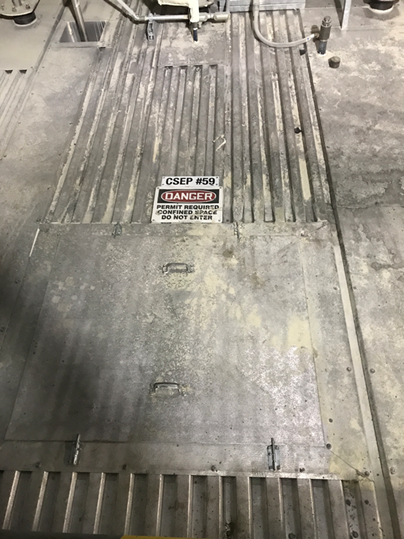 CSEP #59
DANGER
PERMIT REQUIRED
CONFINED SPACE
DO NOT ENTER